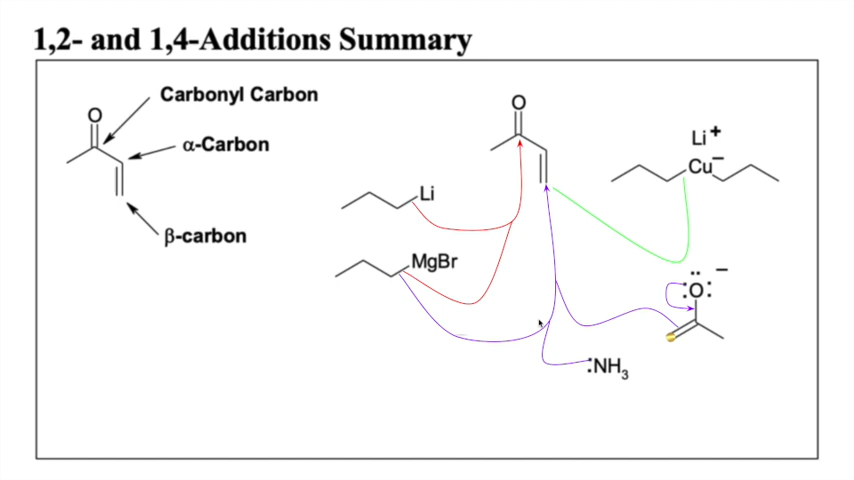 1,2- and 1,4-Additions Summary
Carbonyl Carbon
O
α-Carbon
β-carbon
O
Li⁺
Cu⁻
Li
MgBr
:O:⁻
:NH₃